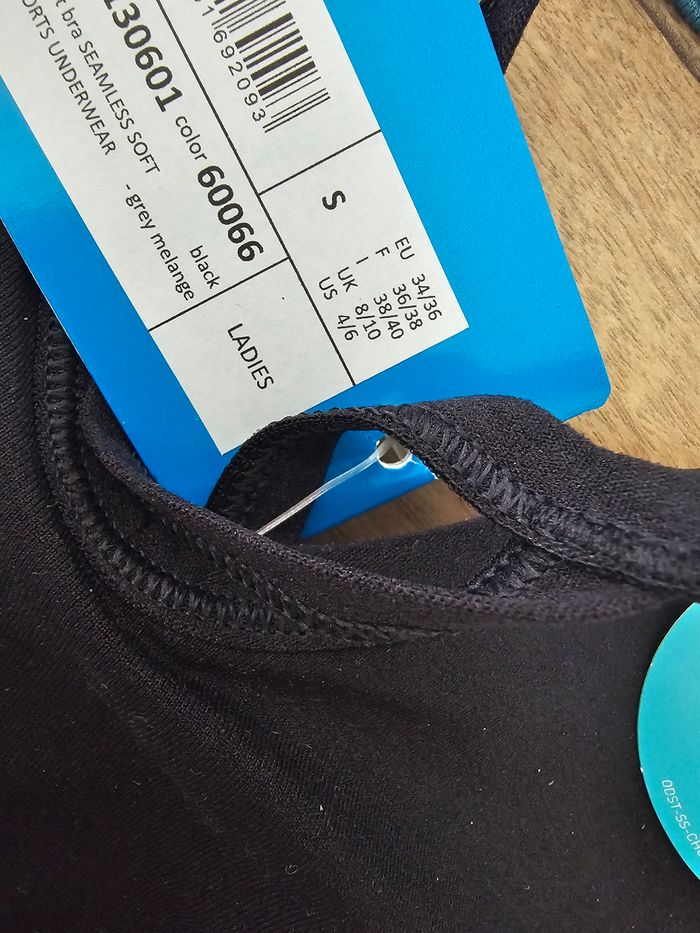 692093
130601 color 60066
bra SEAMLESS SOFT
UNDERWEAR
black
- grey melange
S
EU 34/36
F 36/38
I 38/40
UK 8/10
US 4/6
LADIES
ODST-SS-CH